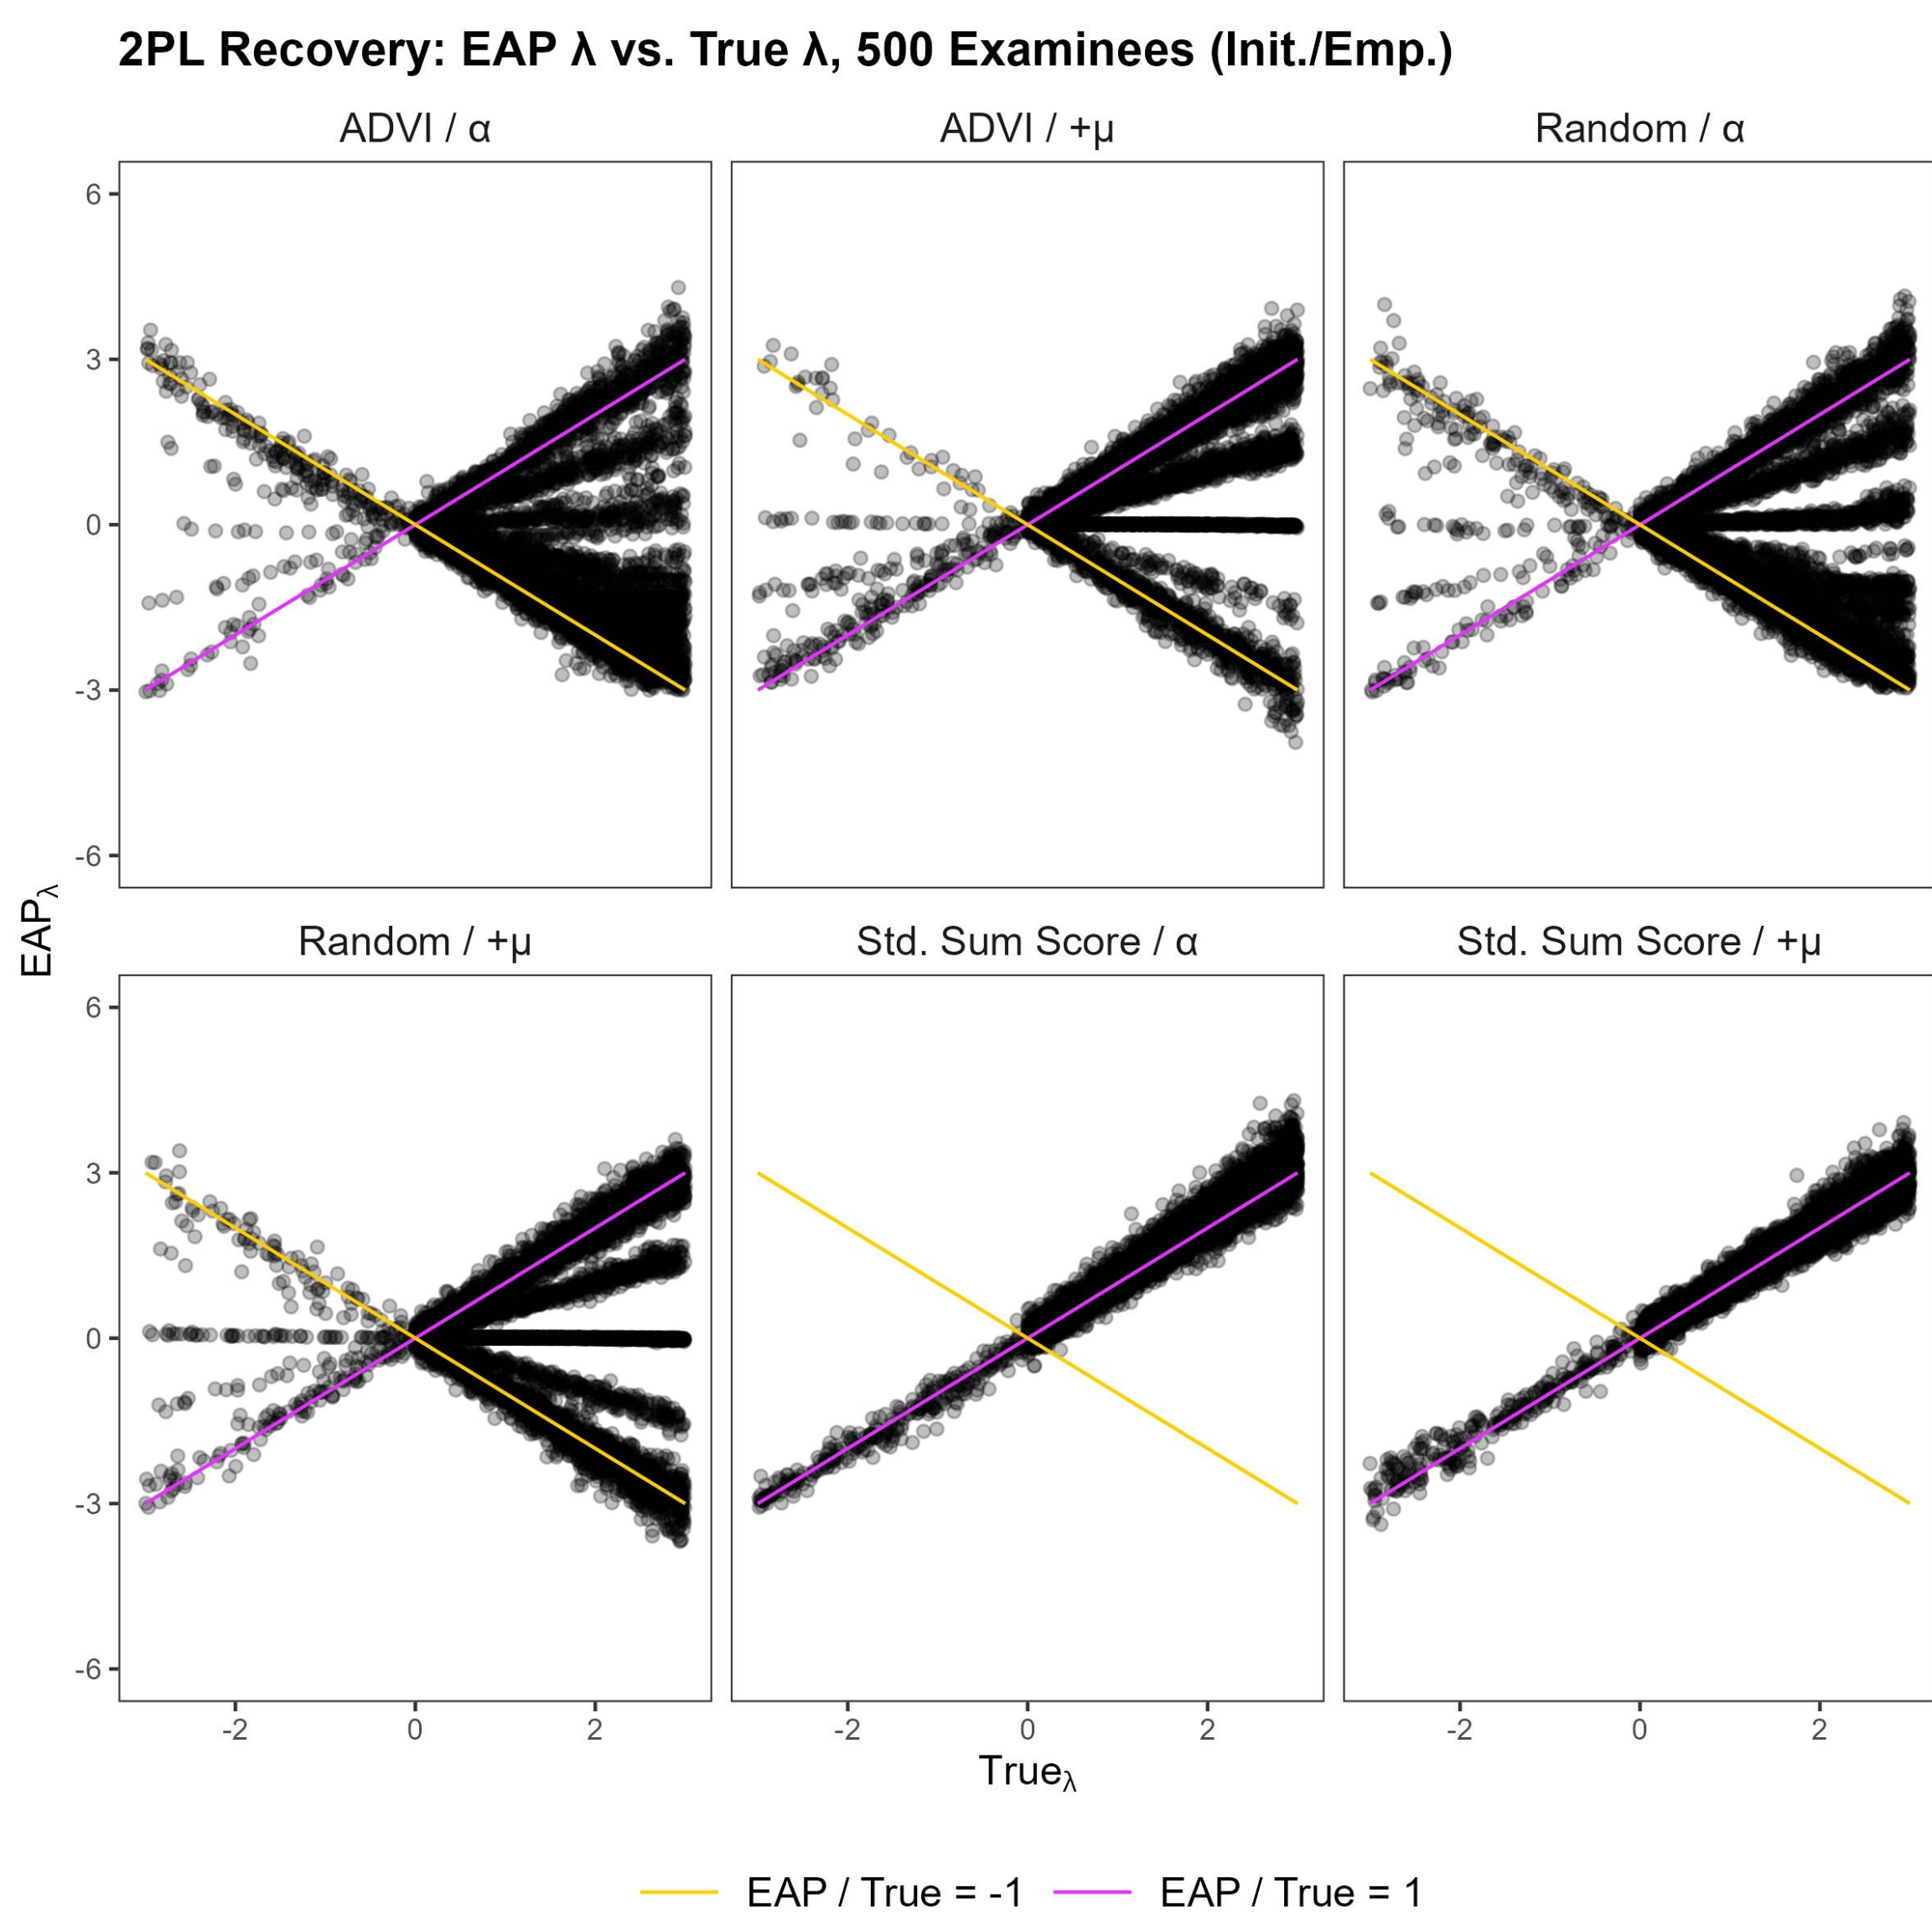 2PL Recovery: EAP λ vs. True λ, 500 Examinees (Init./Emp.)
ADVI / α
ADVI / +μ
Random / α
6
3
0
-3
-6
EAPλ
Random / +μ
Std. Sum Score / α
Std. Sum Score / +μ
6
3
0
-3
-6
-2 0 2
-2 0 2
-2 0 2
Trueλ
EAP / True = -1
EAP / True = 1